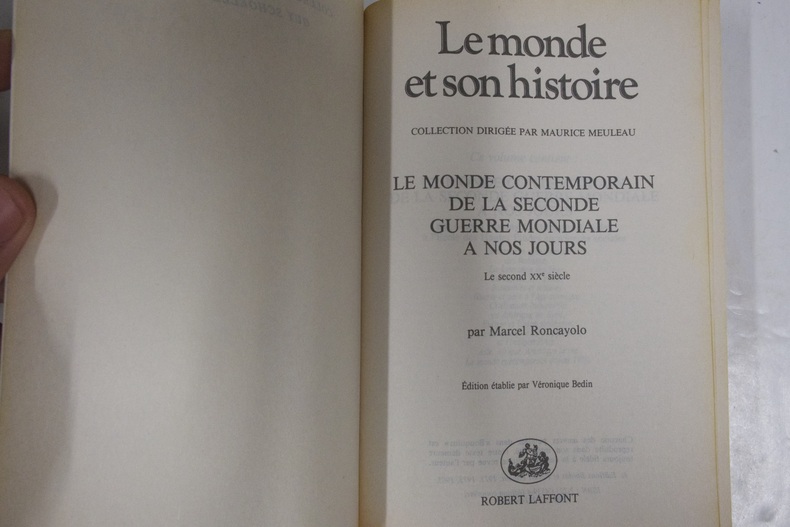 Le monde
et son histoire
COLLECTION DIRIGÉE PAR MAURICE MEULEAU
LE MONDE CONTEMPORAIN
DE LA SECONDE
GUERRE MONDIALE
A NOS JOURS
Le second XXe siècle
par Marcel Roncayolo
Édition établie par Véronique Bedin
ROBERT LAFFONT